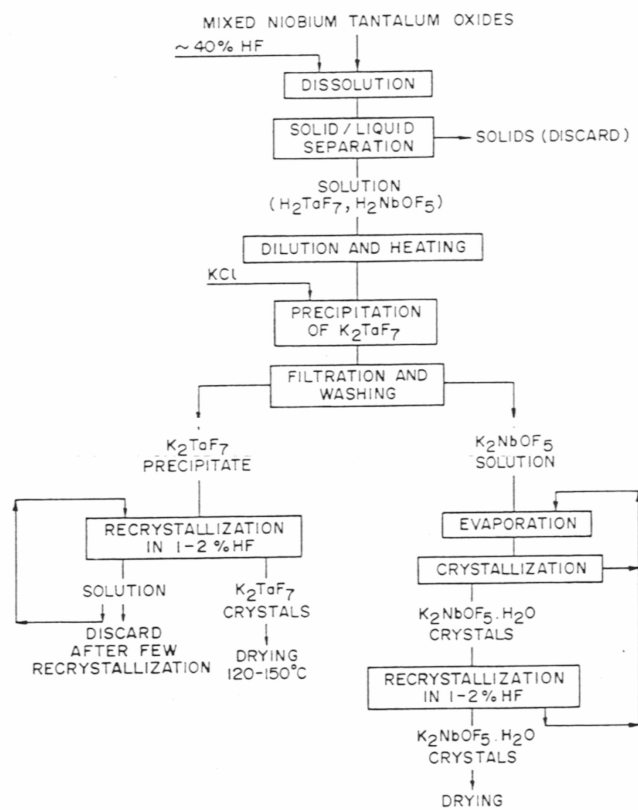 MIXED NIOBIUM TANTALUM OXIDES
~40% HF
DISSOLUTION
SOLID/LIQUID
SEPARATION
SOLIDS (DISCARD)
SOLUTION
(H2TaF7, H2NbOF5)
DILUTION AND HEATING
KCl
PRECIPITATION
OF K2TaF7
FILTRATION AND
WASHING
K2TaF7
PRECIPITATE
RECRYSTALLIZATION
IN 1-2%HF
SOLUTION
DISCARD
AFTER FEW
RECRYSTALLIZATION
K2TaF7
CRYSTALS
DRYING
120-150°C
K2NbOF5
SOLUTION
EVAPORATION
CRYSTALLIZATION
K2NbOF5.H2O
CRYSTALS
RECRYSTALLIZATION
IN 1-2%HF
K2NbOF5.H2O
CRYSTALS
DRYING